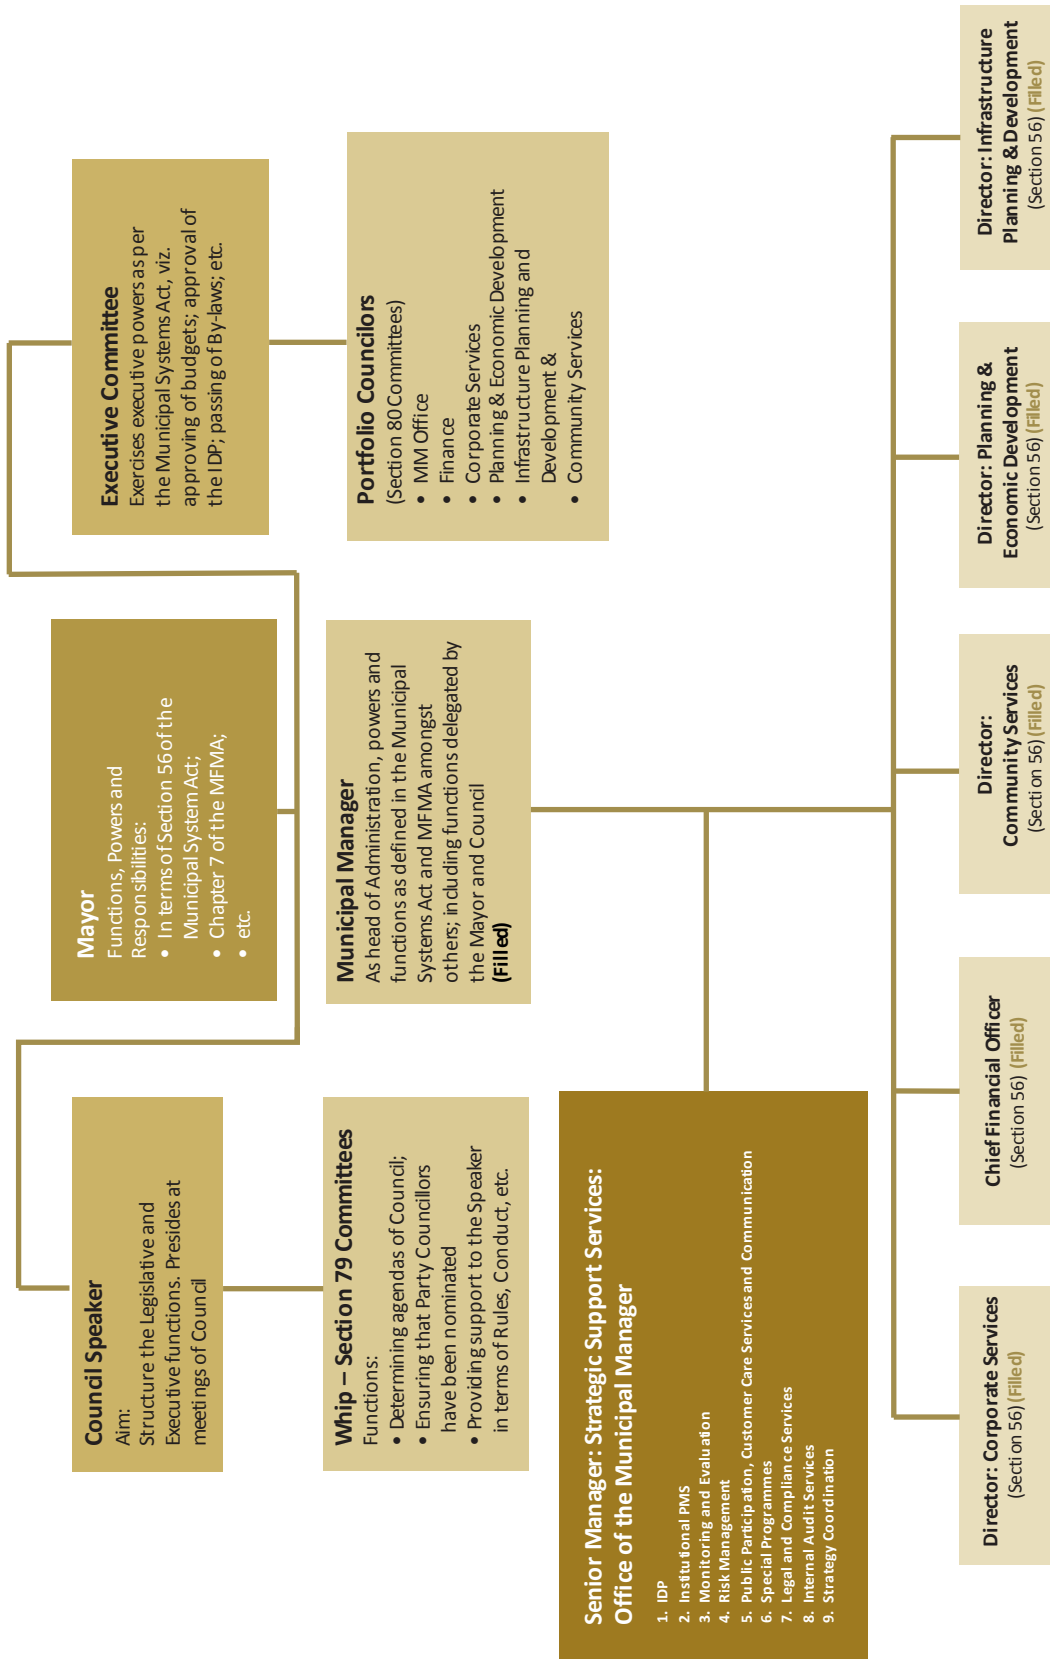 Council Speaker
Aim:
Structure the Legislative and
Executive functions. Presides at
meetings of Council
Mayor
Functions, Powers and
Responsibilities:
• In terms of Section 56 of the
Municipal System Act;
• Chapter 7 of the MFMA;
• etc.
Executive Committee
Exercises executive powers as per
the Municipal Systems Act, viz.
approving of budgets; approval of
the IDP; passing of By-laws; etc.
Whip – Section 79 Committees
Functions:
• Determining agendas of Council;
• Ensuring that Party Councillors
have been nominated
• Providing support to the Speaker
in terms of Rules, Conduct, etc.
Municipal Manager
As head of Administration, powers and
functions as defined in the Municipal
Systems Act and MFMA amongst
others; including functions delegated by
the Mayor and Council
(Filled)
Portfolio Councilors
(Section 80 Committees)
• MM Office
• Finance
• Corporate Services
• Planning & Economic Development
• Infrastructure Planning and
Development &
• Community Services
Senior Manager: Strategic Support Services:
Office of the Municipal Manager
1. IDP
2. Institutional PMS
3. Monitoring and Evaluation
4. Risk Management
5. Public Participation, Customer Care Services and Communication
6. Special Programmes
7. Legal and Compliance Services
8. Internal Audit Services
9. Strategy Coordination
Director: Corporate Services
(Section 56) (Filled)
Chief Financial Officer
(Section 56) (Filled)
Director:
Community Services
(Section 56) (Filled)
Director: Planning &
Economic Development
(Section 56) (Filled)
Director: Infrastructure
Planning & Development
(Section 56) (Filled)